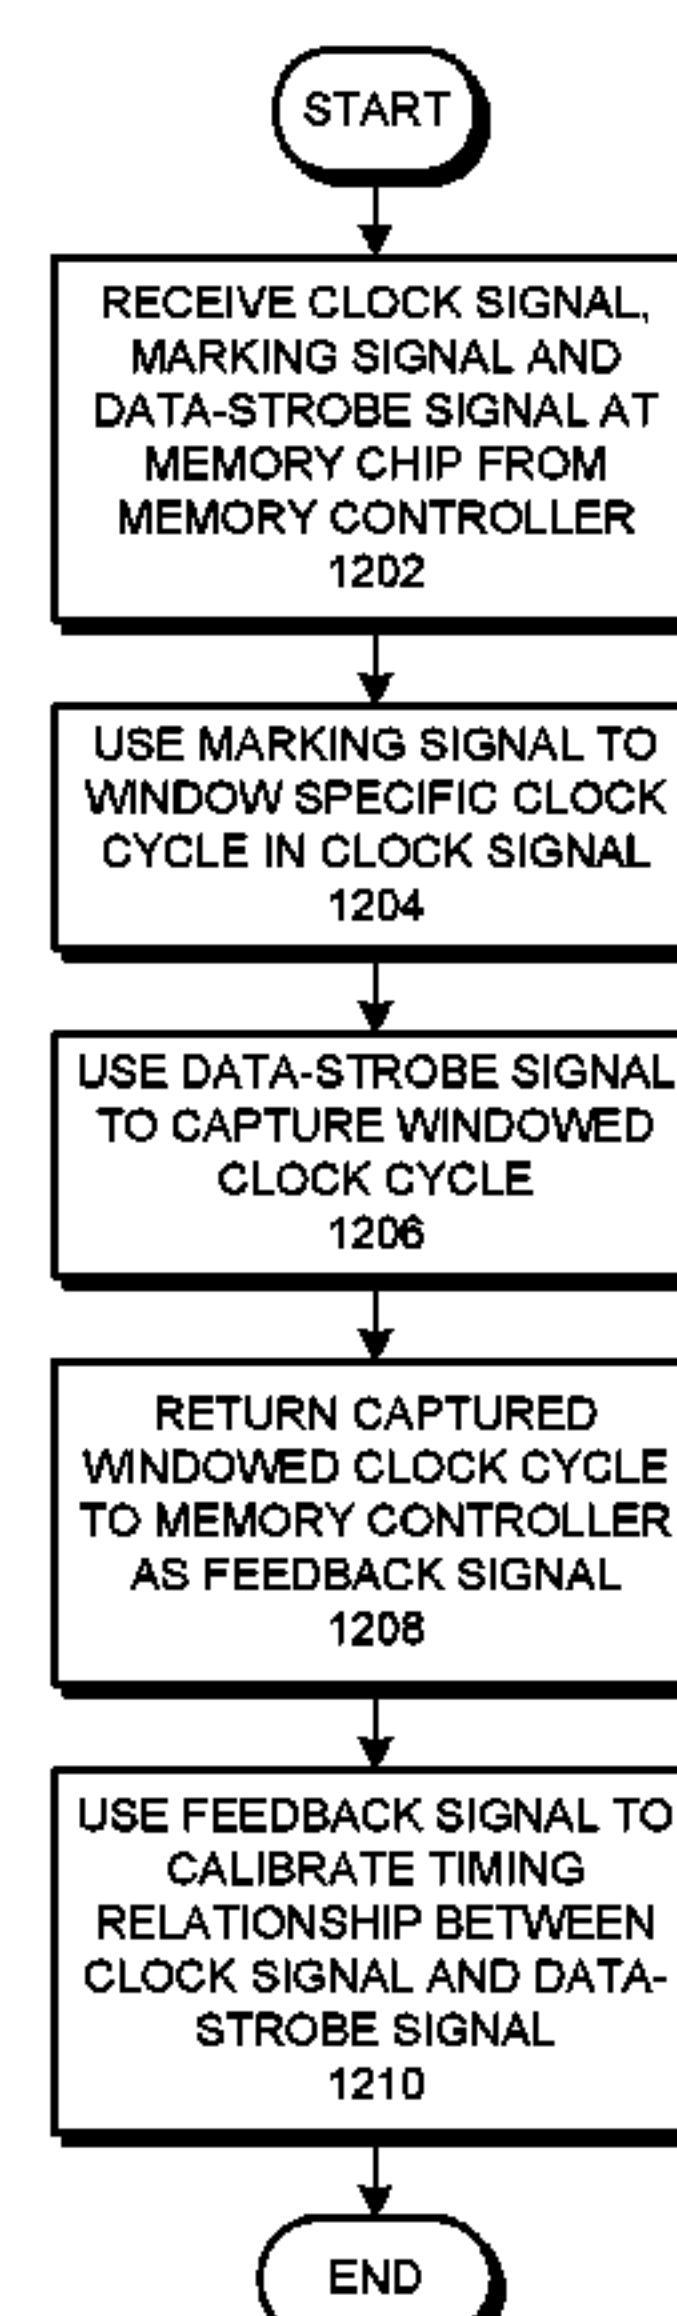 START
RECEIVE CLOCK SIGNAL,
MARKING SIGNAL AND
DATA-STROBE SIGNAL AT
MEMORY CHIP FROM
MEMORY CONTROLLER
1202
USE MARKING SIGNAL TO
WINDOW SPECIFIC CLOCK
CYCLE IN CLOCK SIGNAL
1204
USE DATA-STROBE SIGNAL
TO CAPTURE WINDOWED
CLOCK CYCLE
1206
RETURN CAPTURED
WINDOWED CLOCK CYCLE
TO MEMORY CONTROLLER
AS FEEDBACK SIGNAL
1208
USE FEEDBACK SIGNAL TO
CALIBRATE TIMING
RELATIONSHIP BETWEEN
CLOCK SIGNAL AND DATA-
STROBE SIGNAL
1210
END